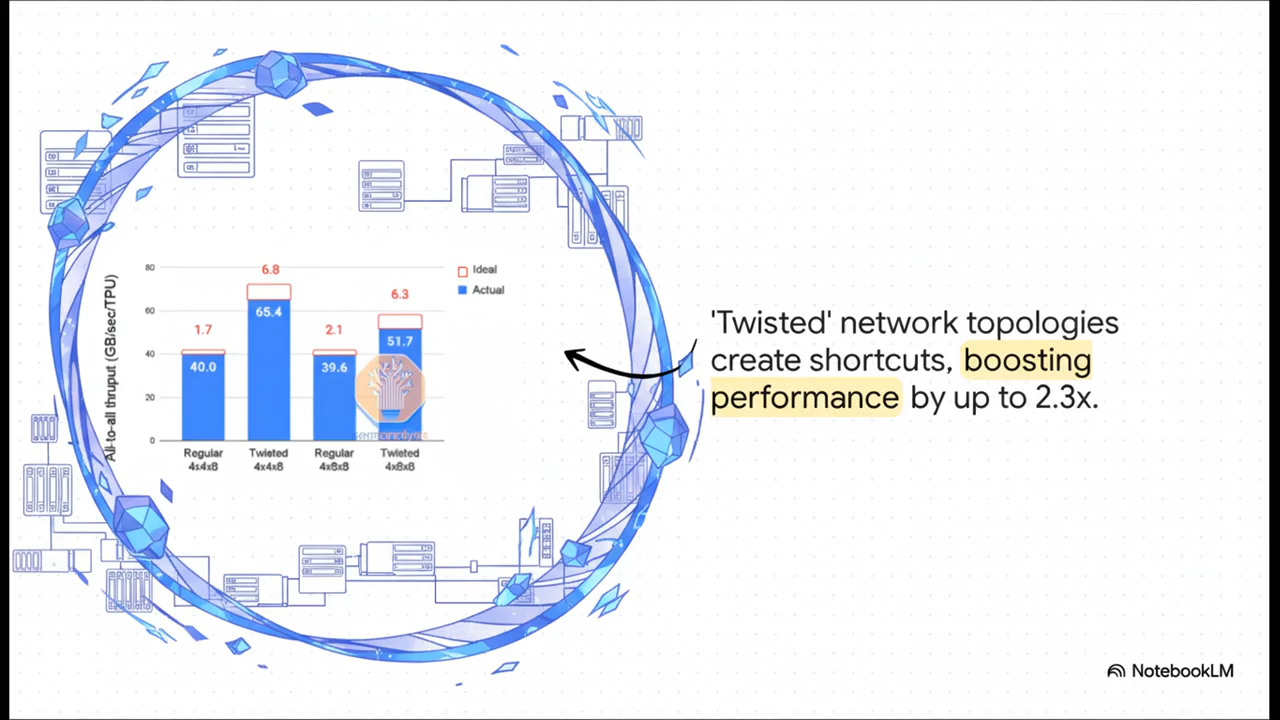 80
60
40
20
0
All-to-all thruput (GB/sec/TPU)
1.7
6.8
2.1
6.3
40.0
65.4
39.6
51.7
Ideal
Actual
Regular
4x4x8
Twisted
4x4x8
Regular
4x8x8
Twisted
4x8x8
'Twisted' network topologies
create shortcuts, boosting
performance by up to 2.3x.
NotebookLM